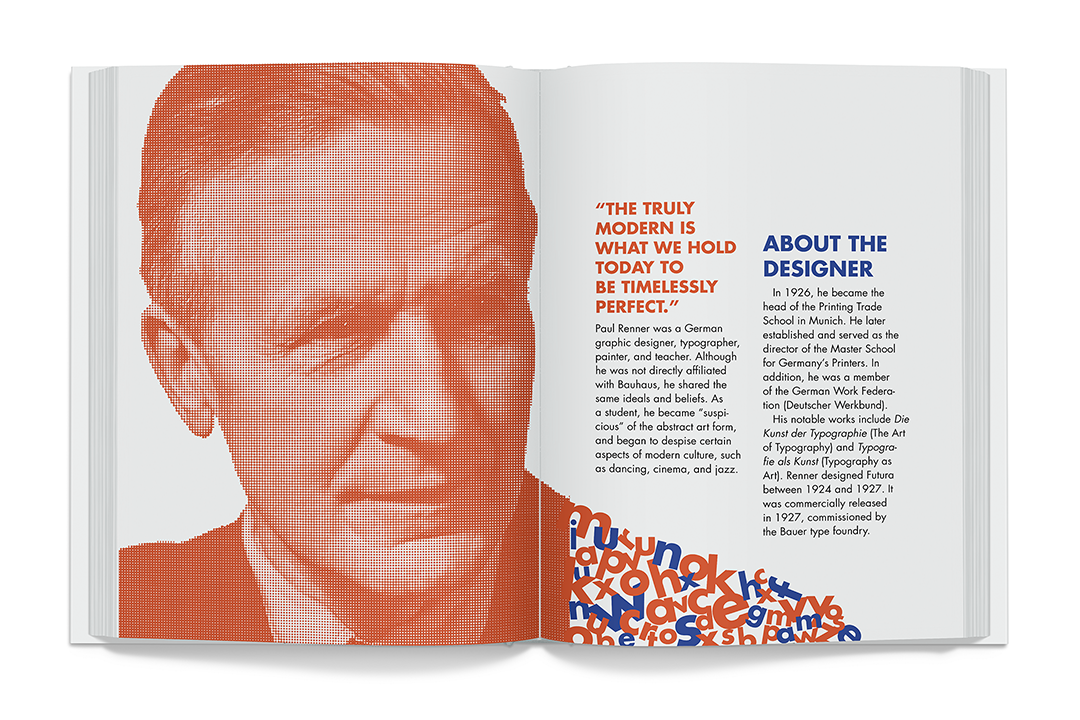 “THE TRULY
MODERN IS
WHAT WE HOLD
TODAY TO
BE TIMELESSLY
PERFECT.”
Paul Renner was a German
graphic designer, typographer,
painter, and teacher. Although
he was not directly affiliated
with Bauhaus, he shared the
same ideals and beliefs. As
a student, he became “suspi-
cious” of the abstract art form,
and began to despise certain
aspects of modern culture, such
as dancing, cinema, and jazz.
ABOUT THE
DESIGNER
In 1926, he became the
head of the Printing Trade
School in Munich. He later
established and served as the
director of the Master School
for Germany’s Printers. In
addition, he was a member
of the German Work Federa-
tion (Deutscher Werkbund).
His notable works include Die
Kunst der Typographie (The Art
of Typography) and Typogra-
fie als Kunst (Typography as
Art). Renner designed Futura
between 1924 and 1927. It
was commercially released
in 1927, commissioned by
the Bauer type foundry.